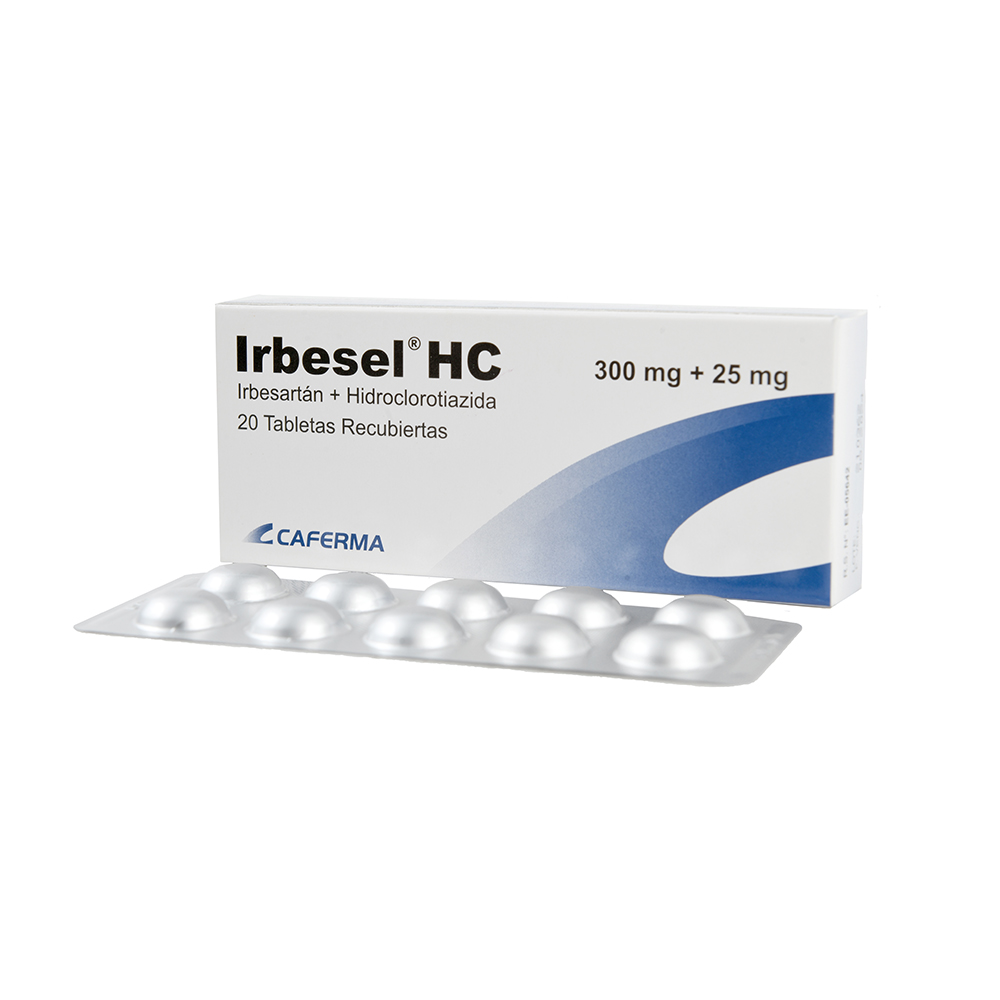 Irbesel® HC
300 mg + 25 mg
Irbesartán + Hidroclorotiazida
20 Tabletas Recubiertas
CAFERMA